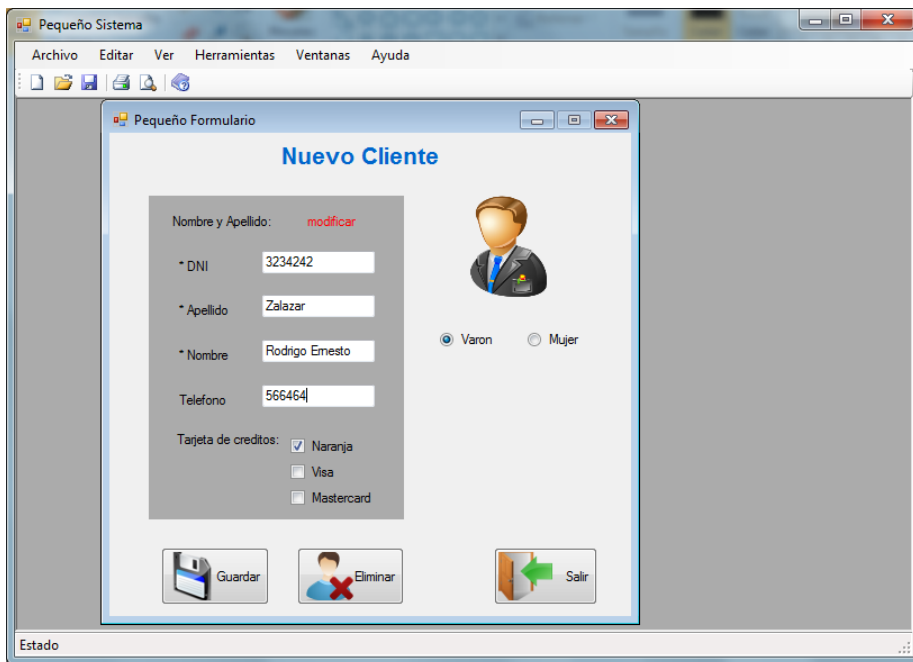 Pequeño Sistema
Archivo Editar Ver Herramientas Ventanas Ayuda
Pequeño Formulario
Nuevo Cliente
Nombre y Apellido: modificar
* DNI 3234242
* Apellido Zalazar
* Nombre Rodrigo Ernesto
Telefono 566464
Varon Mujer
Tarjeta de creditos: Naranja
Visa
Mastercard
Guardar Eliminar Salir
Estado